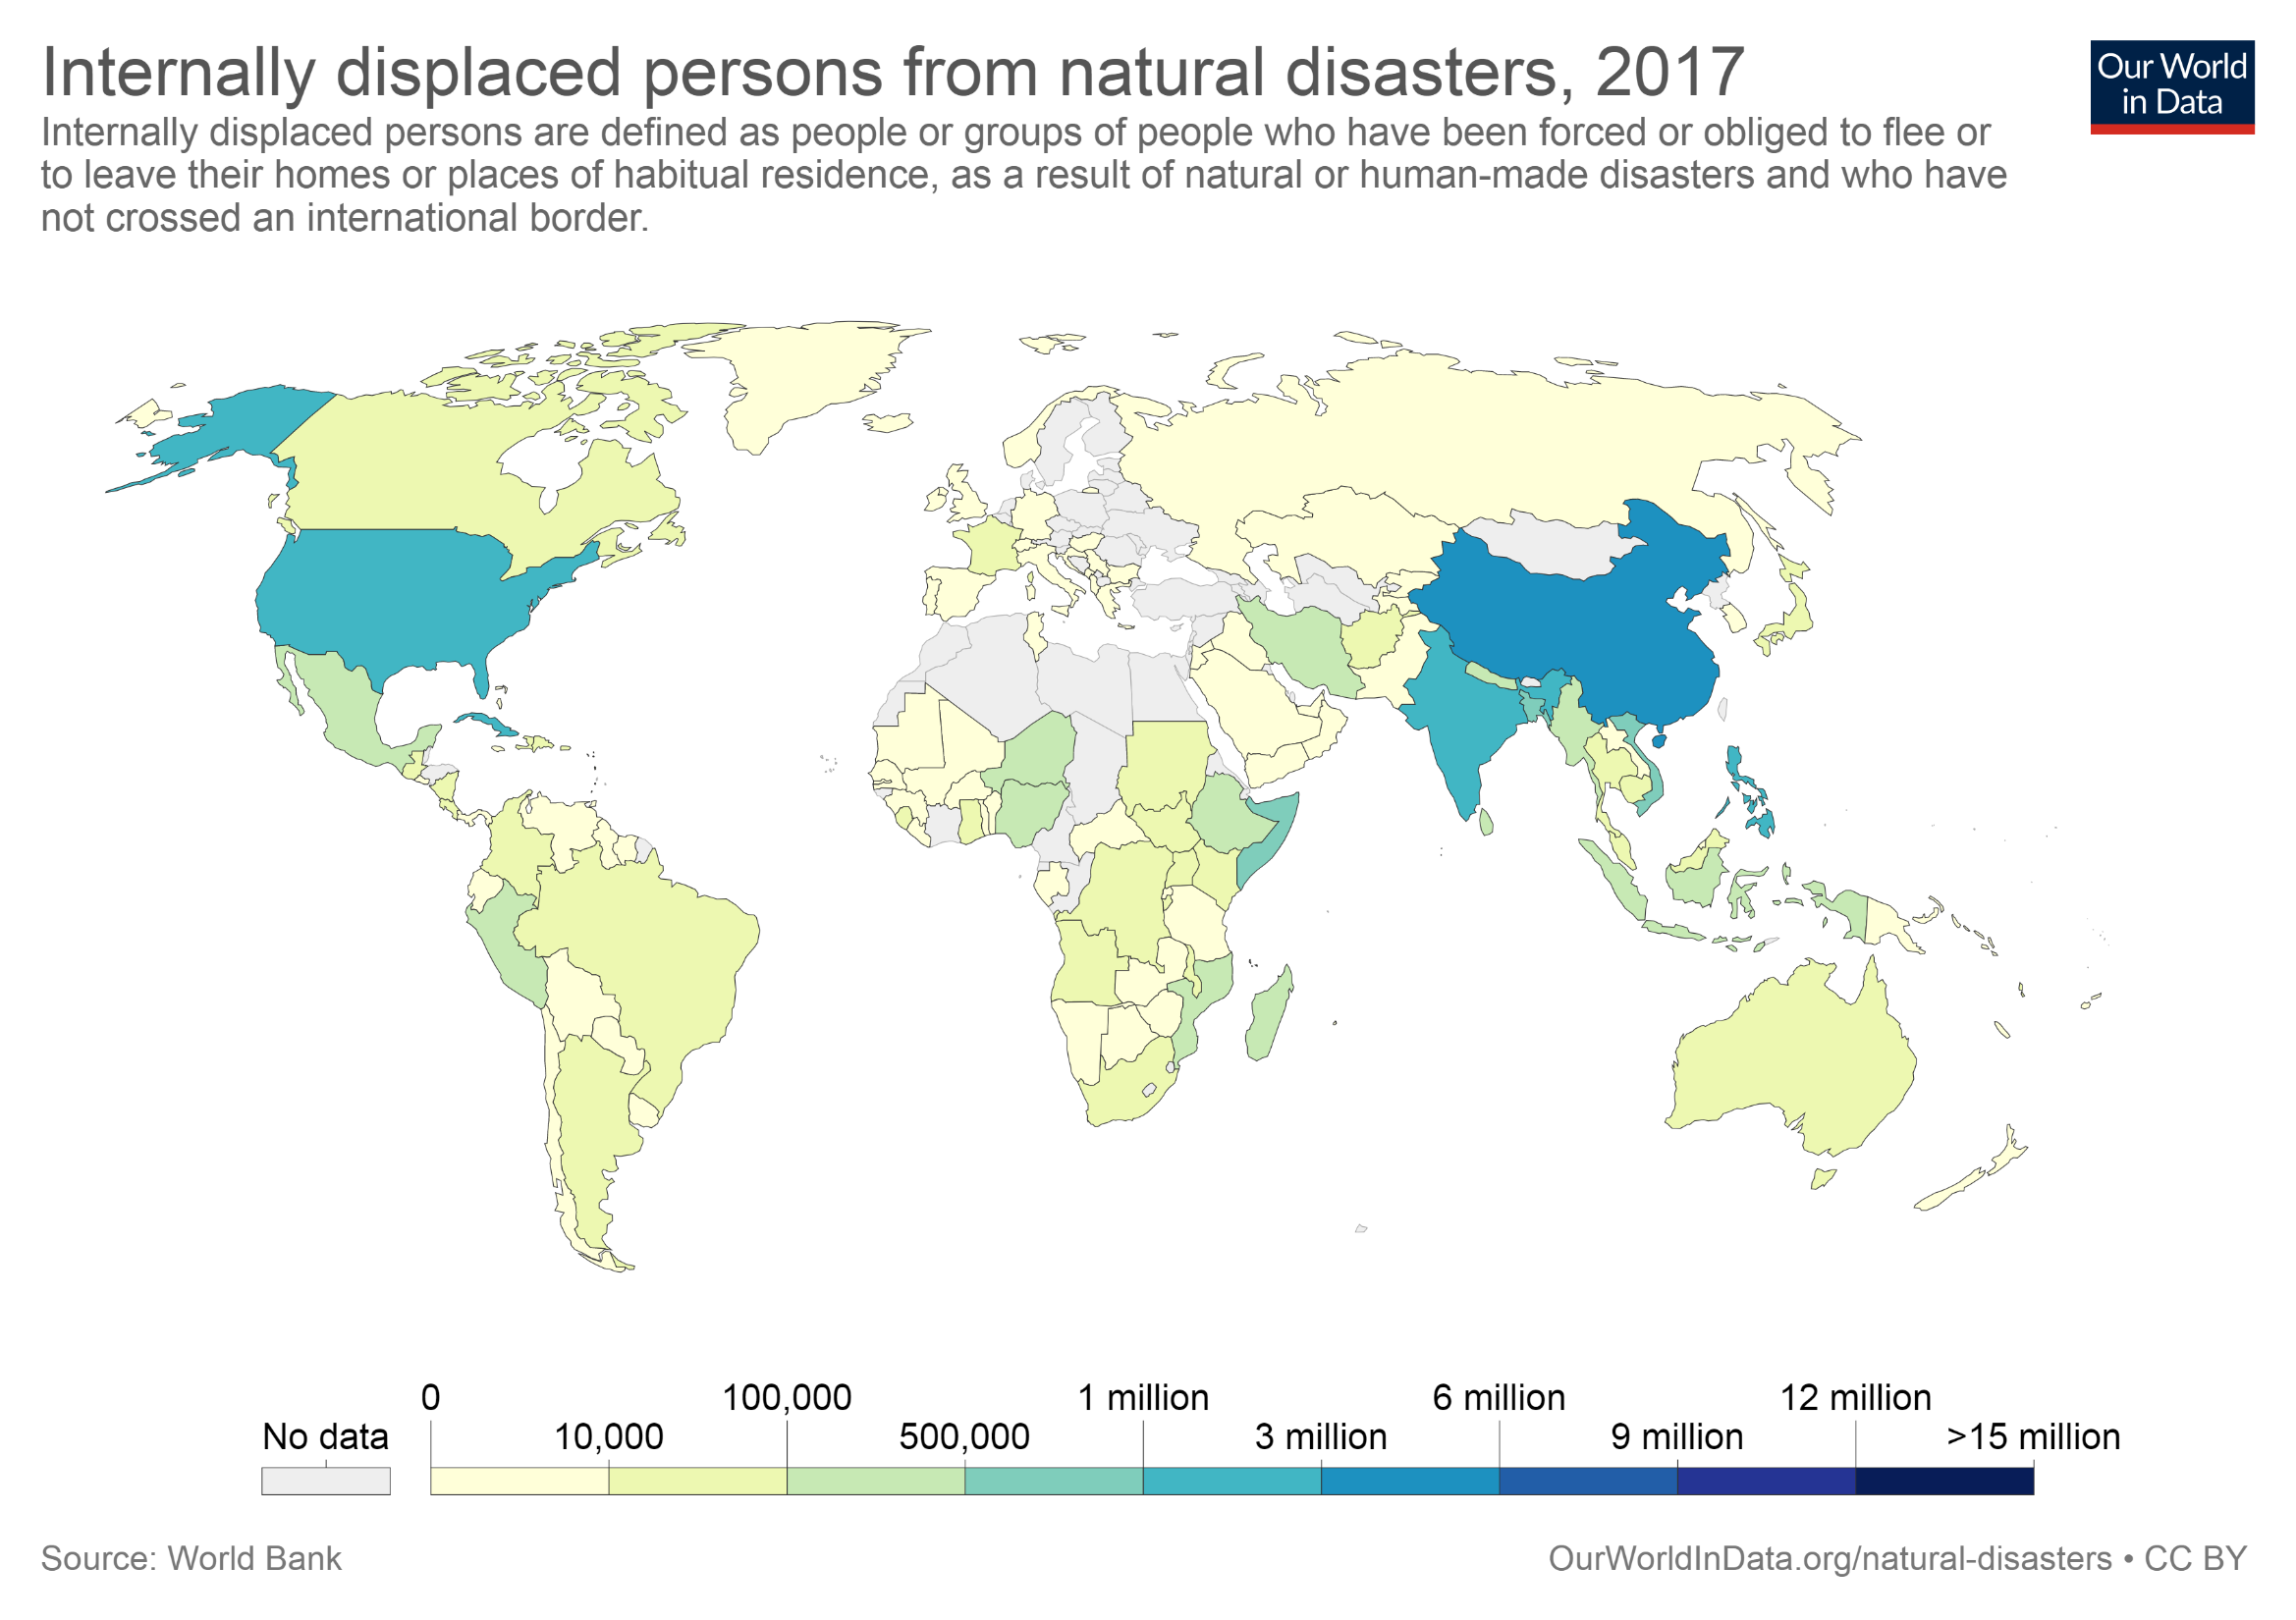 Internally displaced persons from natural disasters, 2017
Our World
in Data
Internally displaced persons are defined as people or groups of people who have been forced or obliged to flee or
to leave their homes or places of habitual residence, as a result of natural or human-made disasters and who have
not crossed an international border.
0
100,000
1 million
6 million
12 million
No data
10,000
500,000
3 million
9 million
>15 million
Source: World Bank
OurWorldInData.org/natural-disasters • CC BY